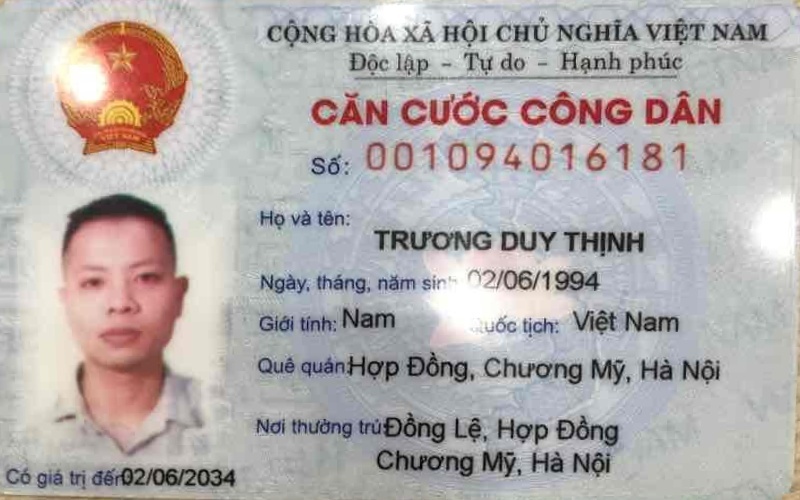 CỘNG HÒA XÃ HỘI CHỦ NGHĨA VIỆT NAM
Độc lập - Tự do - Hạnh phúc
CĂN CƯỚC CÔNG DÂN
Số: 001094016181
Họ và tên:
TRƯƠNG DUY THỊNH
Ngày, tháng, năm sinh 02/06/1994
Giới tính: Nam Quốc tịch: Việt Nam
Quê quán: Hợp Đồng, Chương Mỹ, Hà Nội
Nơi thường trú Đồng Lệ, Hợp Đồng
Chương Mỹ, Hà Nội
Có giá trị đến 02/06/2034